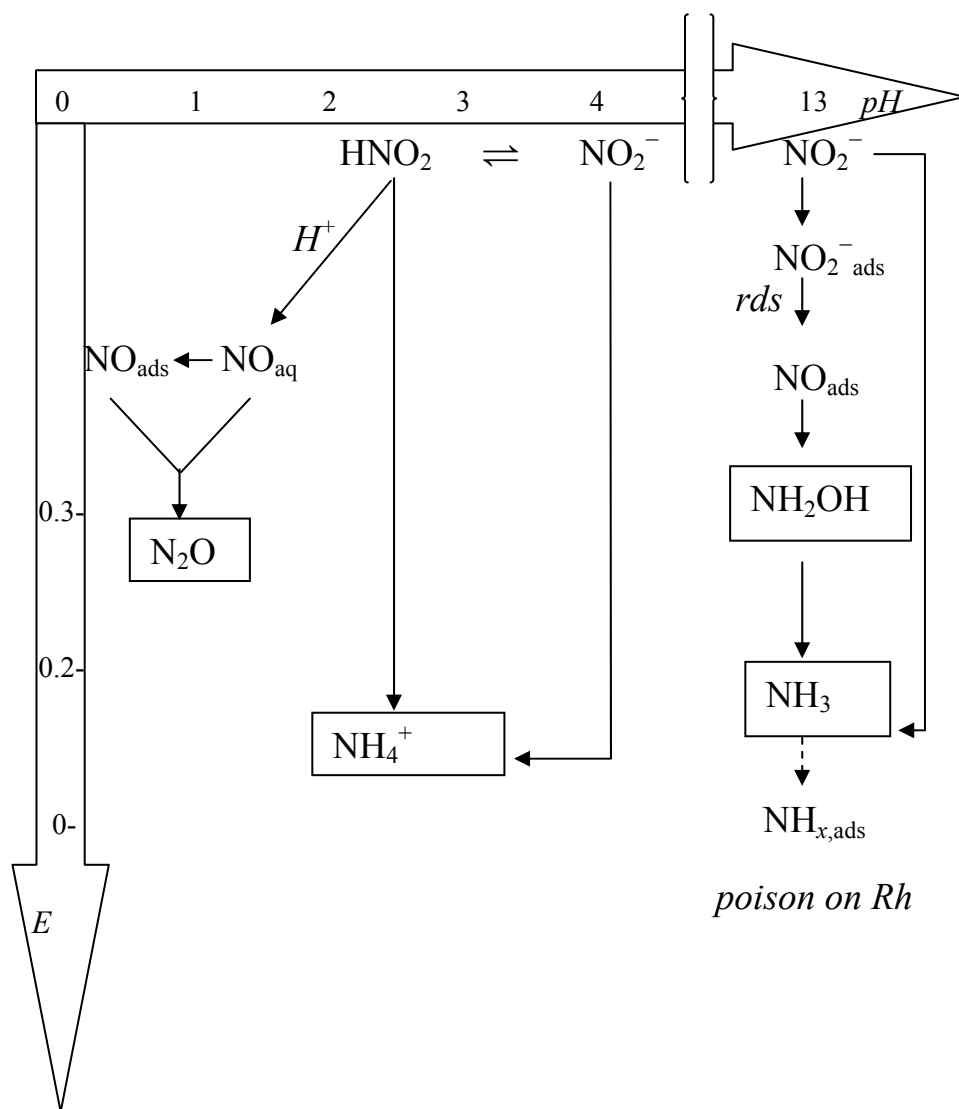 0 1 2 3 4 13 pH
HNO₂ ⇌ NO₂⁻ NO₂⁻
H⁺
NO₂⁻ads
rds
NOads NOaq
NOads
0.3-
NH₂OH
N₂O
0.2-
NH₃
NH₄⁺
0-
NHx,ads
E
poison on Rh